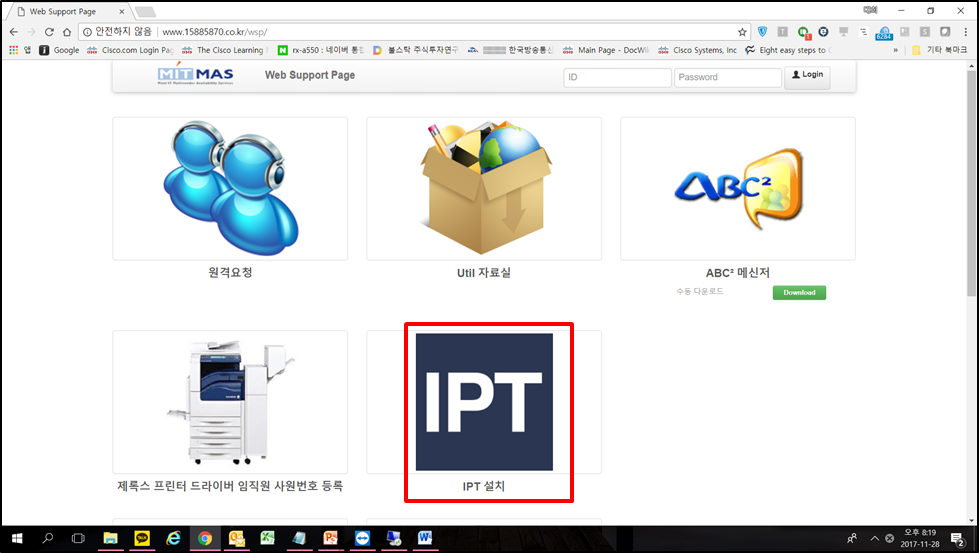 Web Support Page
안전하지 않음 | www.15885870.co.kr/wsp/
앱 Google Cisco.com Login Pag The Cisco Learning N rx-a550 : 네이버 통합 D 불스탁 주식투자연구 한국방송통신 Main Page - DocWik Cisco Systems, Inc Eight easy steps to C » 기타 북마크
MITMAS Web Support Page ID Password Login
원격요청 Util 자료실 ABC² 메신저
수동 다운로드 Download
IPT
제록스 프린터 드라이버 임직원 사원번호 등록 IPT 설치
오후 8:19
2017-11-28